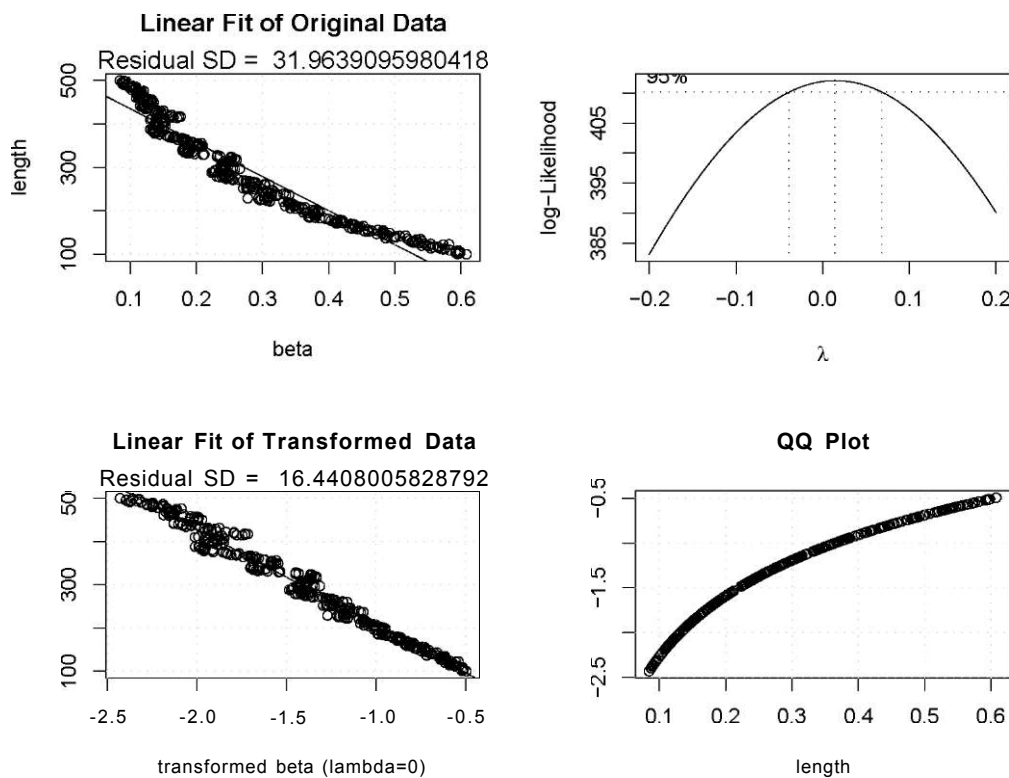 Linear Fit of Original Data
Residual SD = 31.9639095980418
500
300
100
length
0.1 0.2 0.3 0.4 0.5 0.6
beta
95%
405
395
385
log−Likelihood
−0.2 −0.1 0.0 0.1 0.2
λ
Linear Fit of Transformed Data
Residual SD = 16.4408005828792
500
300
100
-2.5 -2.0 -1.5 -1.0 -0.5
transformed beta (lambda=0)
QQ Plot
-0.5
-1.5
-2.5
0.1 0.2 0.3 0.4 0.5 0.6
length